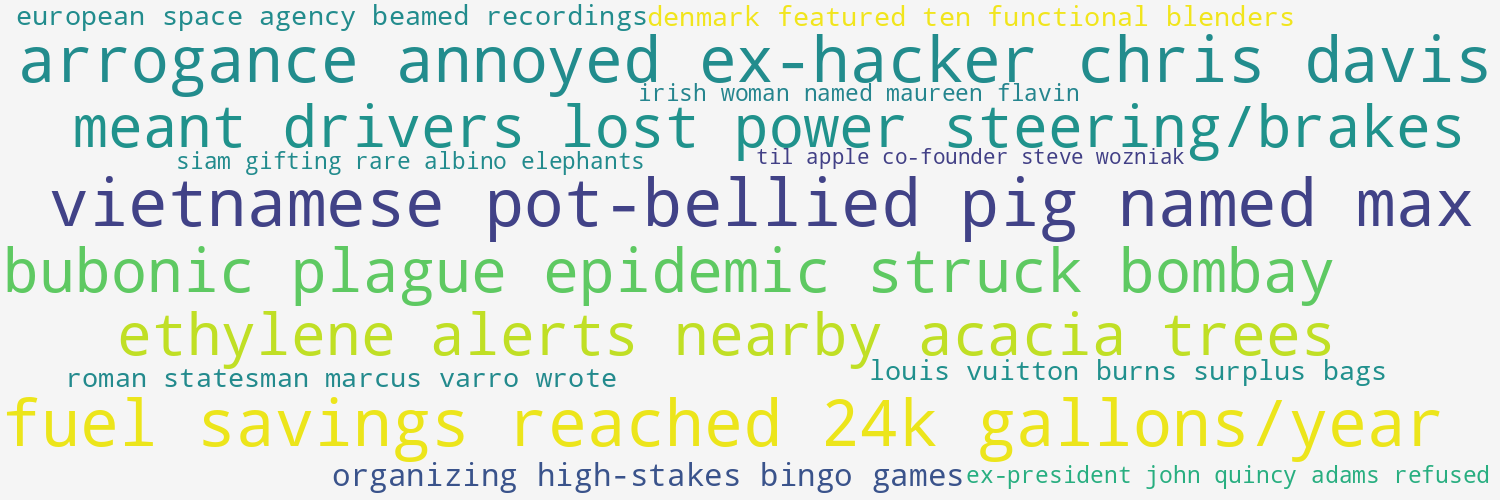 european space agency beamed recordings
denmark featured ten functional blenders
arrogance annoyed ex-hacker chris davis
irish woman named maureen flavin
meant drivers lost power steering/brakes
siam gifting rare albino elephants
til apple co-founder steve wozniak
vietnamese pot-bellied pig named max
bubonic plague epidemic struck bombay
ethylene alerts nearby acacia trees
roman statesman marcus varro wrote
louis vuitton burns surplus bags
fuel savings reached 24k gallons/year
organizing high-stakes bingo games
ex-president john quincy adams refused